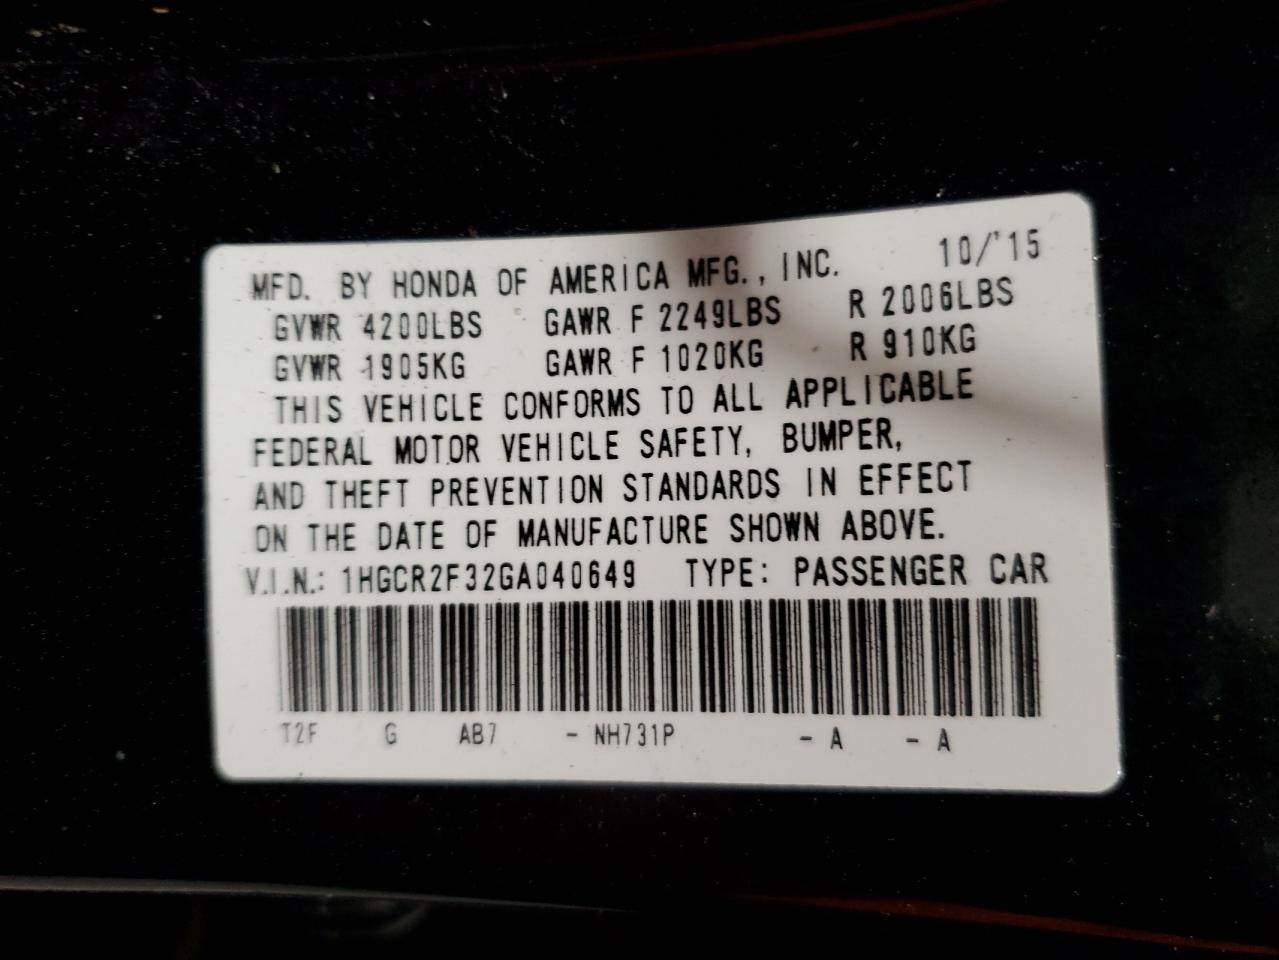 MFD. BY HONDA OF AMERICA MFG., INC. 10/'15
GVWR 4200LBS GAWR F 2249LBS R 2006LBS
GVWR 1905KG GAWR F 1020KG R 910KG
THIS VEHICLE CONFORMS TO ALL APPLICABLE
FEDERAL MOTOR VEHICLE SAFETY, BUMPER,
AND THEFT PREVENTION STANDARDS IN EFFECT
ON THE DATE OF MANUFACTURE SHOWN ABOVE.
V.I.N.: 1HGCR2F32GA040649 TYPE: PASSENGER CAR
T2F G AB7 - NH731P - A - A